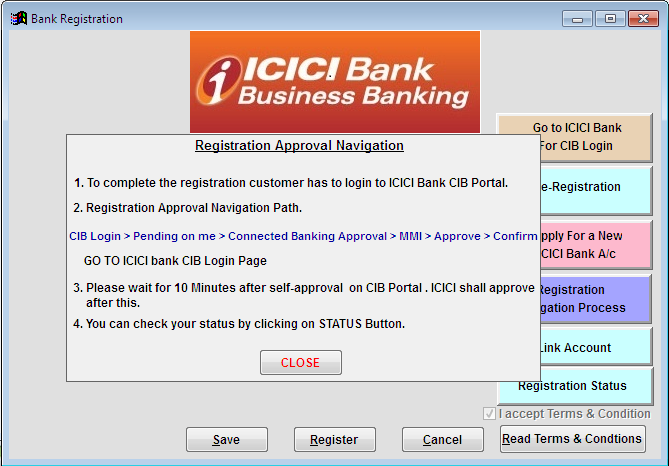 Bank Registration
ICICI Bank
Business Banking
Go to ICICI Bank
For CIB Login
Registration Approval Navigation
1. To complete the registration customer has to login to ICICI Bank CIB Portal.
e-Registration
2. Registration Approval Navigation Path.
CIB Login > Pending on me > Connected Banking Approval > MMI > Approve > Confirm
pply For a New
ICICI Bank A/c
GO TO ICICI bank CIB Login Page
3. Please wait for 10 Minutes after self-approval on CIB Portal . ICICI shall approve
after this.
Registration
igation Process
4. You can check your status by clicking on STATUS Button.
Link Account
CLOSE
Registration Status
I accept Terms & Condition
Save
Register
Cancel
Read Terms & Condtions